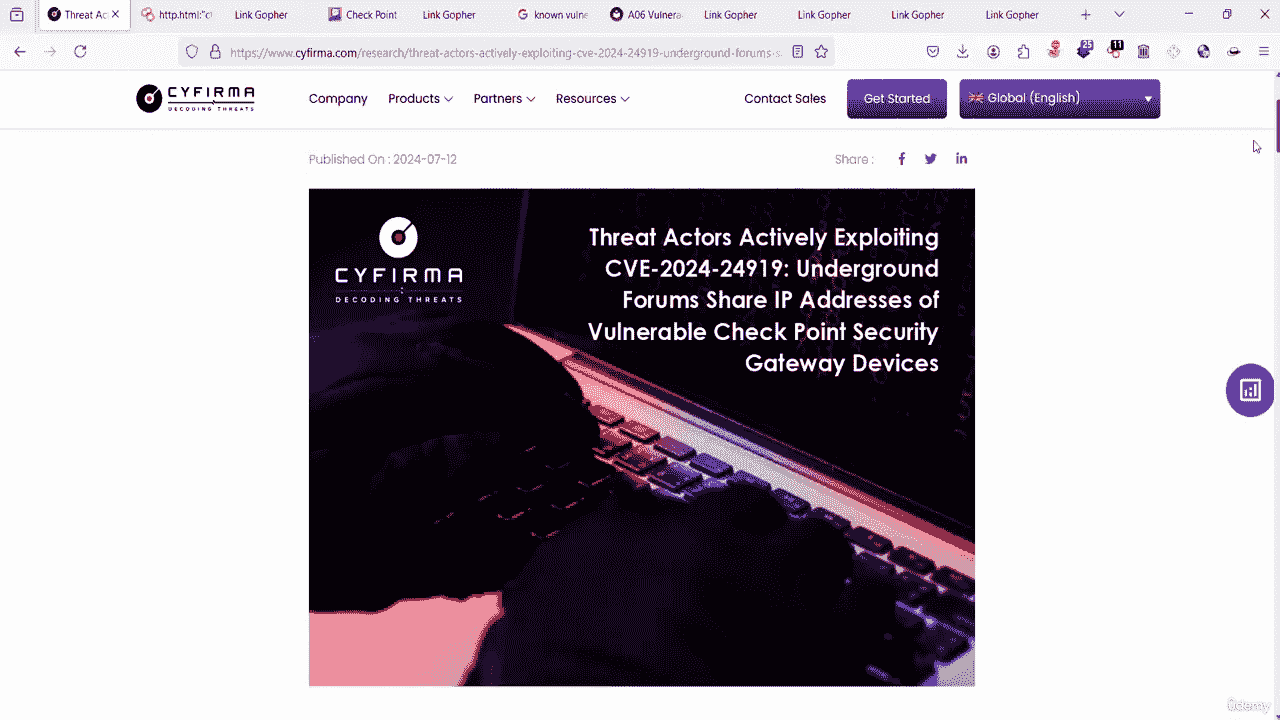 Threat Ac
http.html:"cl
Link Gopher
Check Point
Link Gopher
known vulne
A06 Vulnera
Link Gopher
Link Gopher
Link Gopher
Link Gopher
https://www.cyfirma.com/research/threat-actors-actively-exploiting-cve-2024-24919-underground-forums-s
25
11
CYFIRMA
DECODING THREATS
Company
Products
Partners
Resources
Contact Sales
Get Started
Global (English)
Published On : 2024-07-12
Share :
CYFIRMA
DECODING THREATS
Threat Actors Actively Exploiting
CVE-2024-24919: Underground
Forums Share IP Addresses of
Vulnerable Check Point Security
Gateway Devices
Udemy